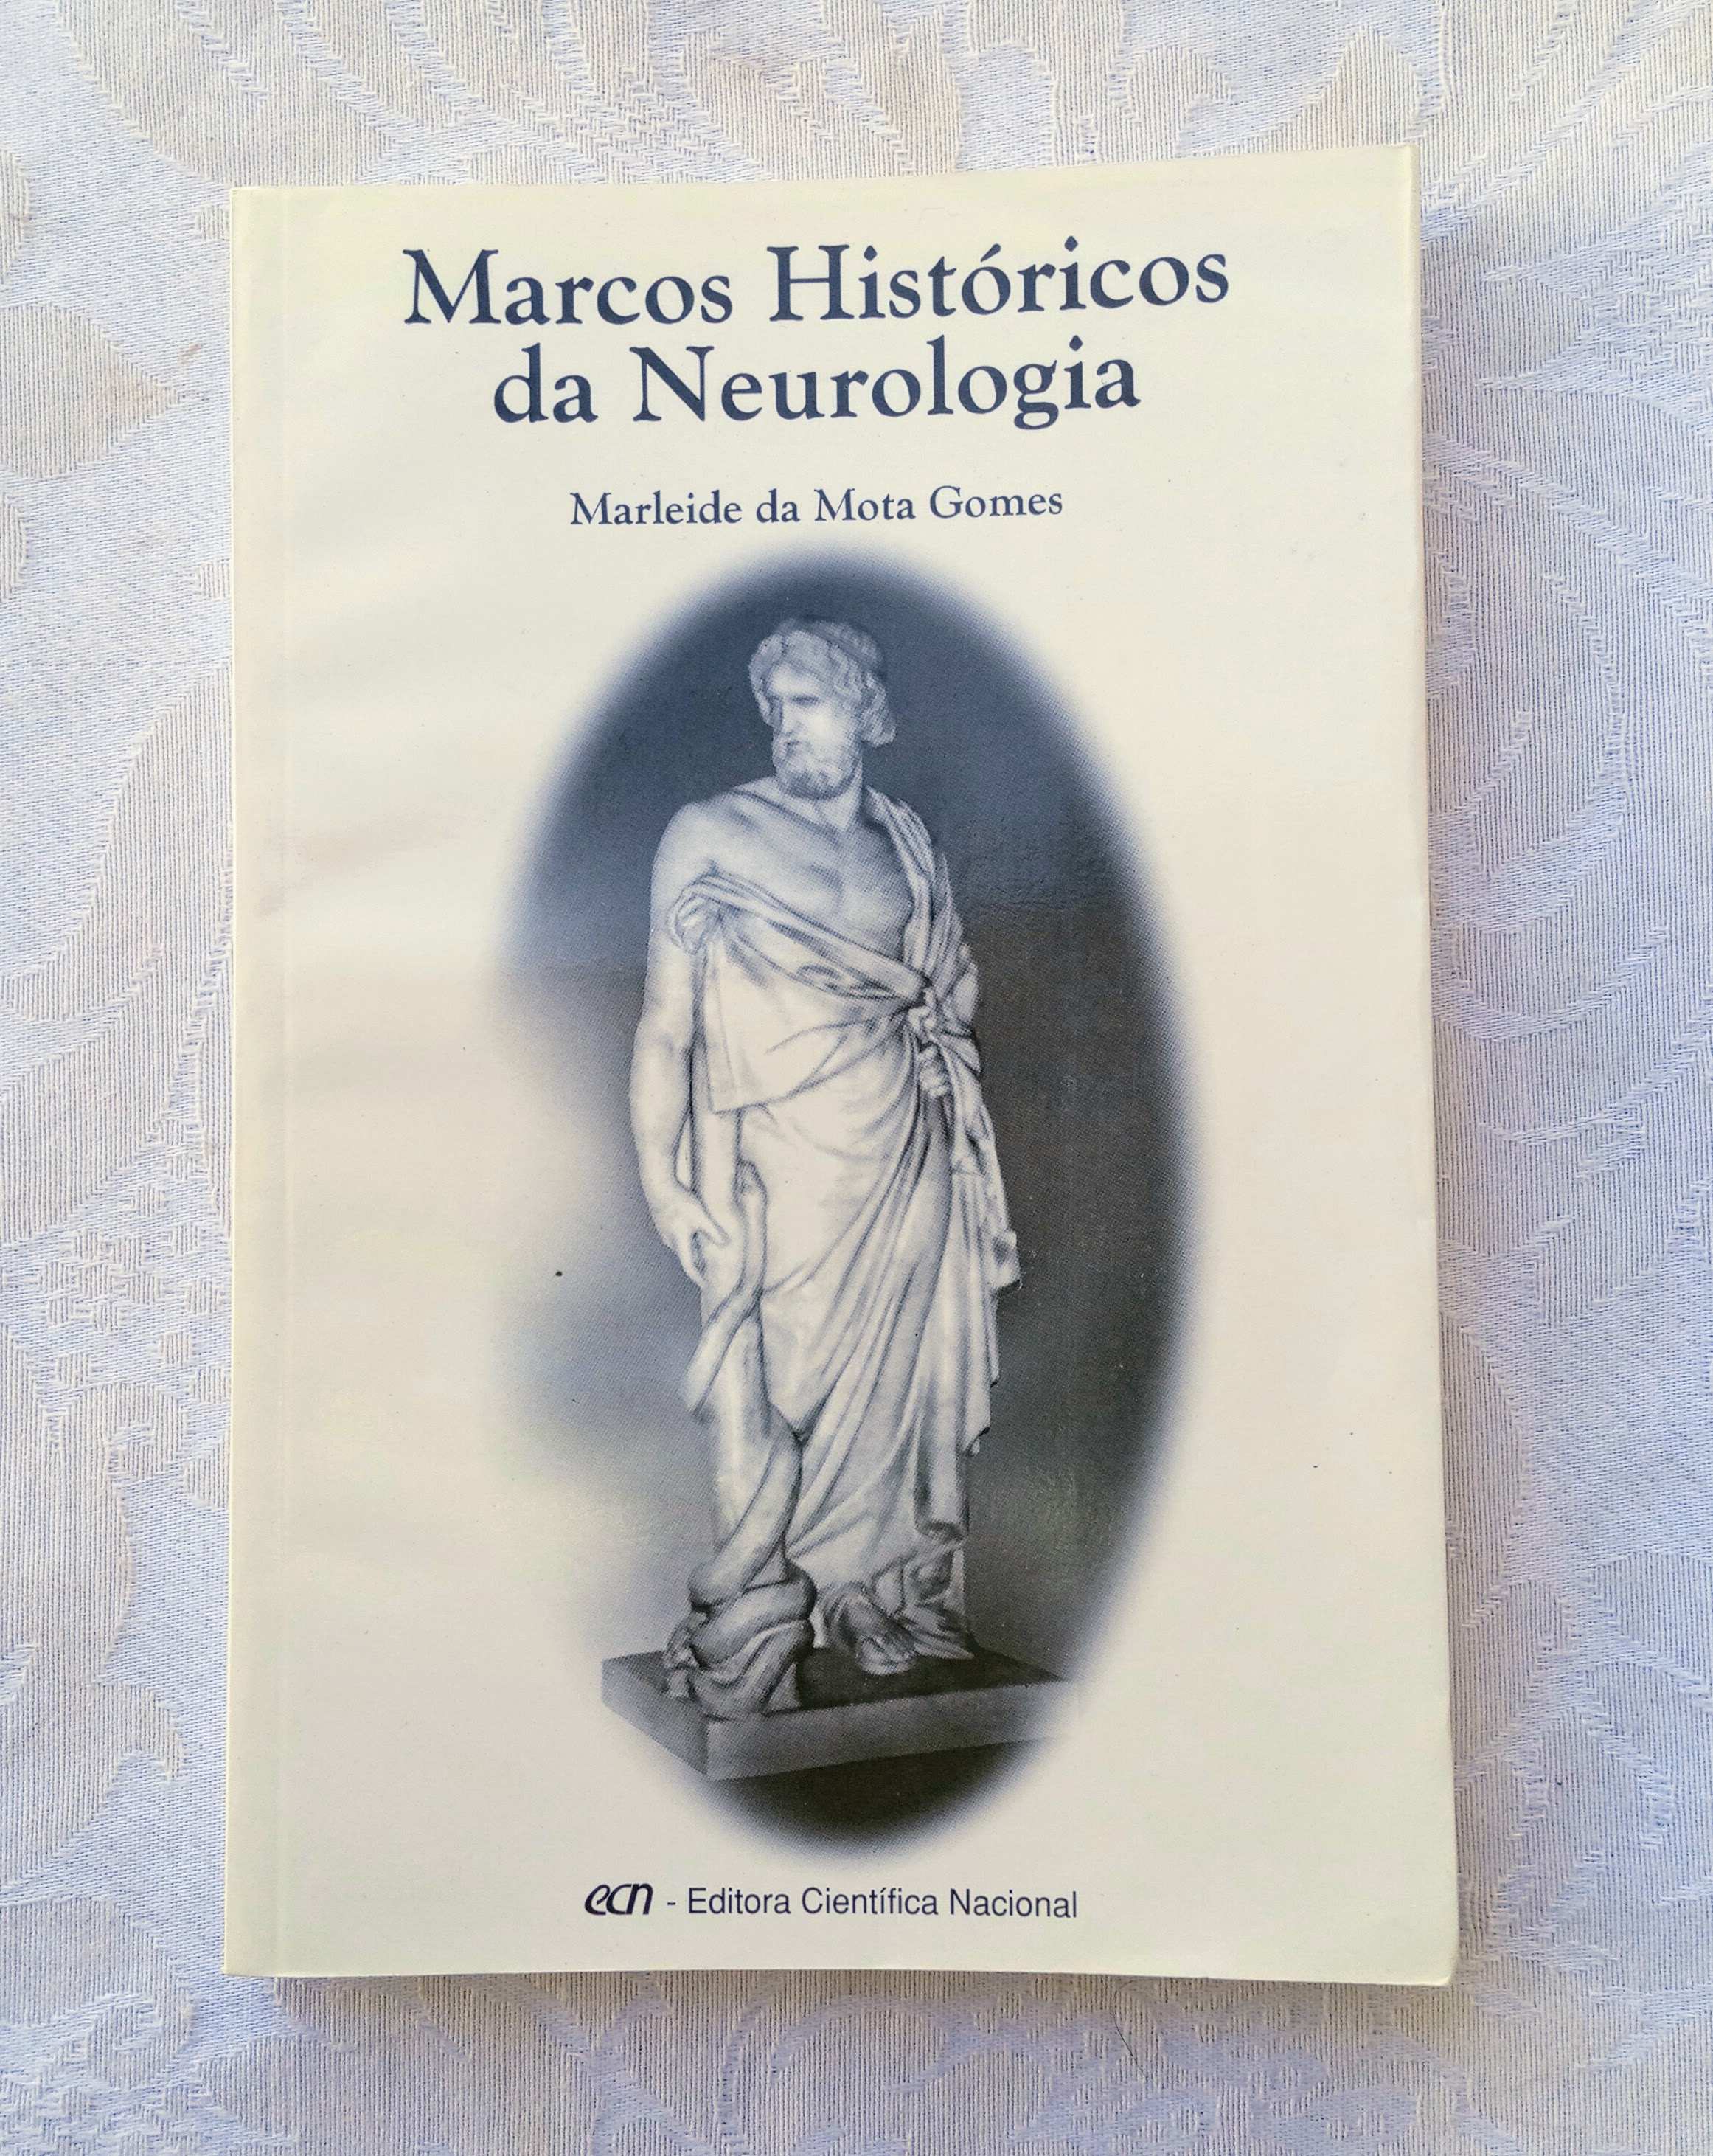 Marcos Históricos
da Neurologia
Marleide da Mota Gomes
ecn - Editora Científica Nacional